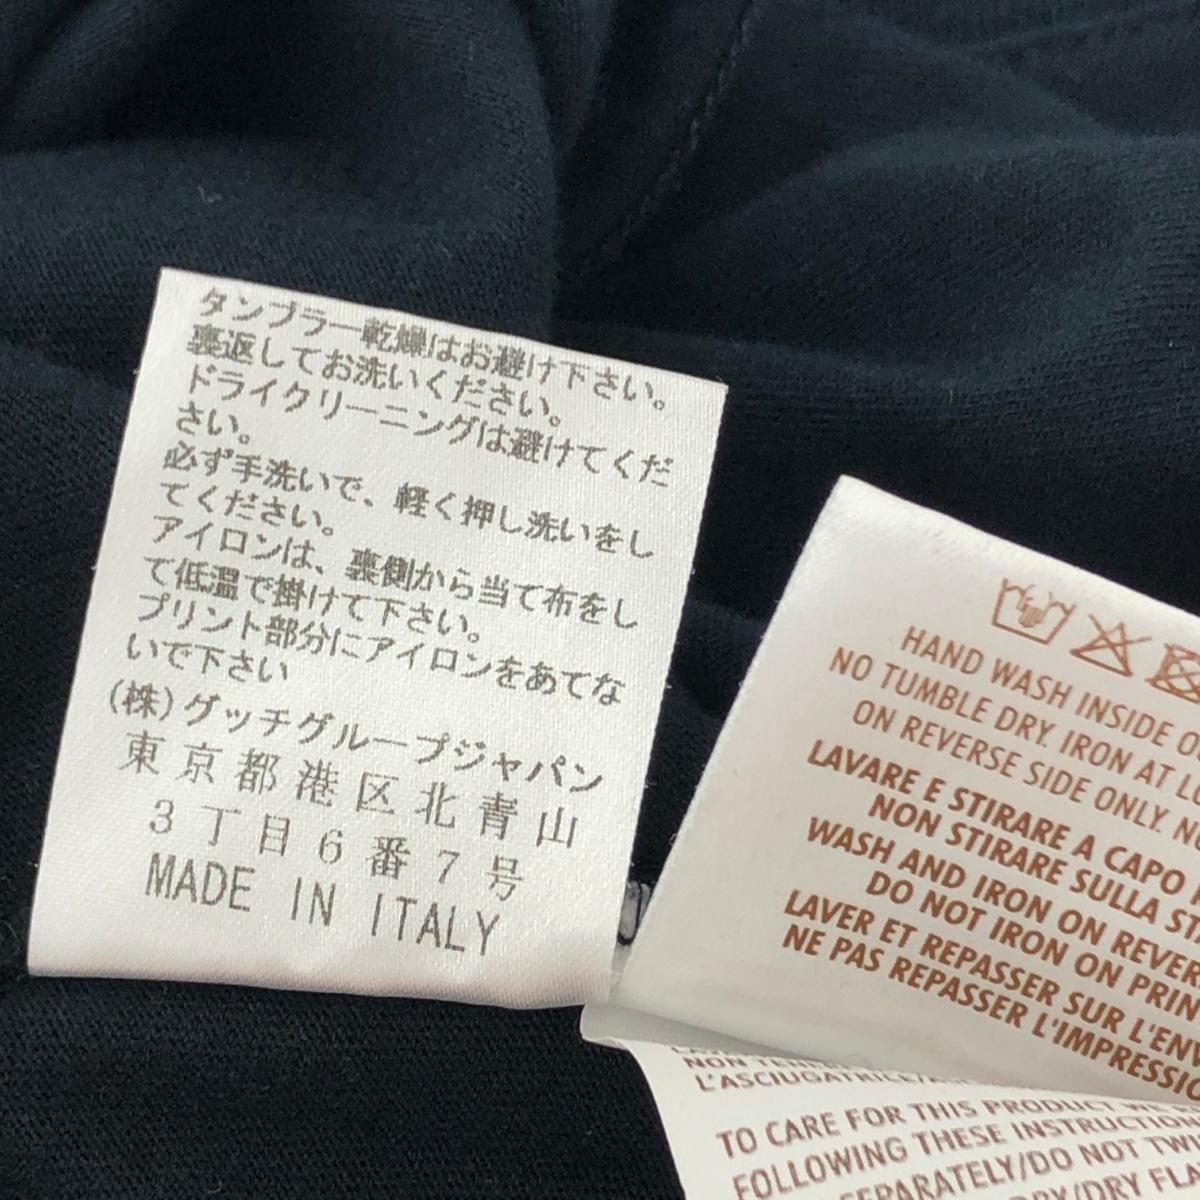 タンブラー乾燥はお避け下さい。
裏返してお洗いください。
ドライクリーニングは避けてくだ
さい。
必ず手洗いで、軽く押し洗いをし
てください。
アイロンは、裏側から当て布をし
て低温で掛けて下さい。
プリント部分にアイロンをあてな
いで下さい
(株)グッチグループジャパン
東京都港区北青山
3丁目6番7号
MADE IN ITALY
HAND WASH INSIDE
NO TUMBLE DRY. IRON AT
ON REVERSE SIDE ONLY.
LAVARE E STIRARE A CAPO
NON STIRARE SULLA
WASH AND IRON ON
DO NOT IRON ON
LAVER ET REPASSER SUR
NE PAS REPASSER
NON
TO CARE FOR THIS PRODUCT
FOLLOWING THESE
DO NOT